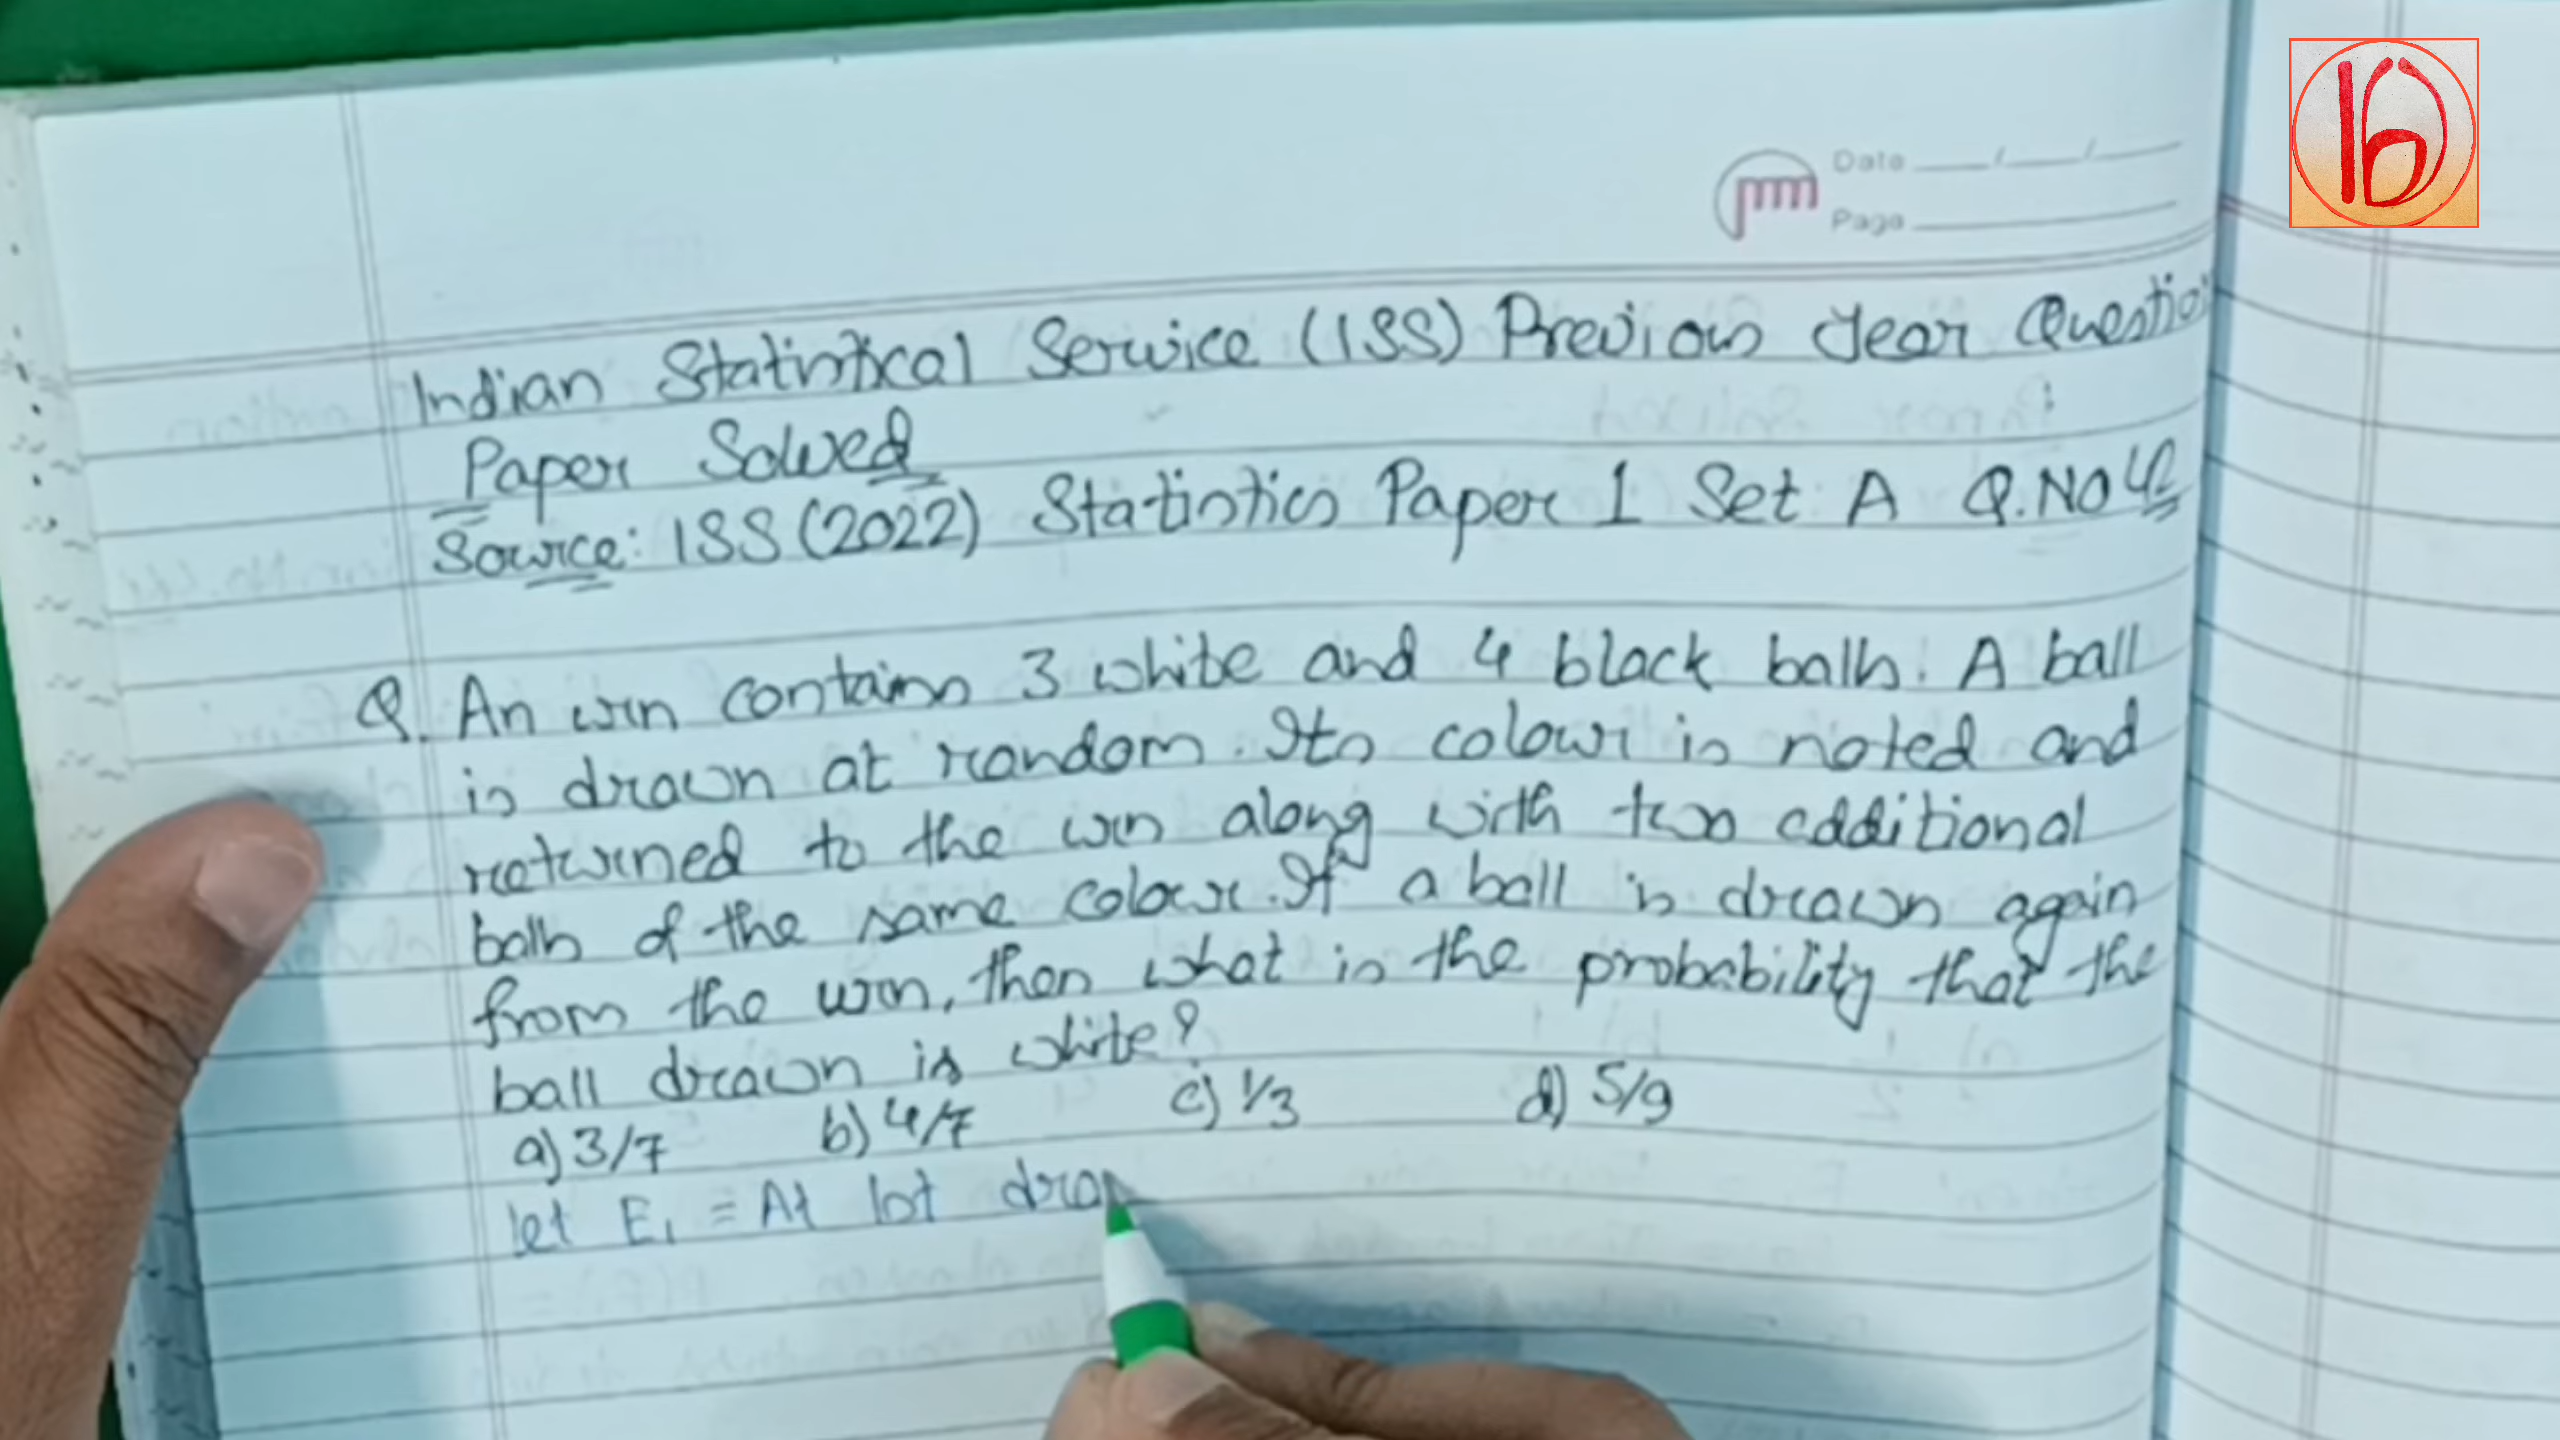 Date
Page
Indian Statistical Service (ISS) Previous Year Question
Paper Solved
Source: ISS (2022) Statistics Paper 1 Set A Q.NO
Q. An urn contains 3 white and 4 black balls. A ball
is drawn at random. Its colour is noted and
returned to the urn along with two additional
balls of the same colour. If a ball is drawn again
from the urn, then what is the probability that the
ball drawn is white?
a) 3/7 b) 4/7 c) 1/3 d) 5/9
let E1 = At 1st draw